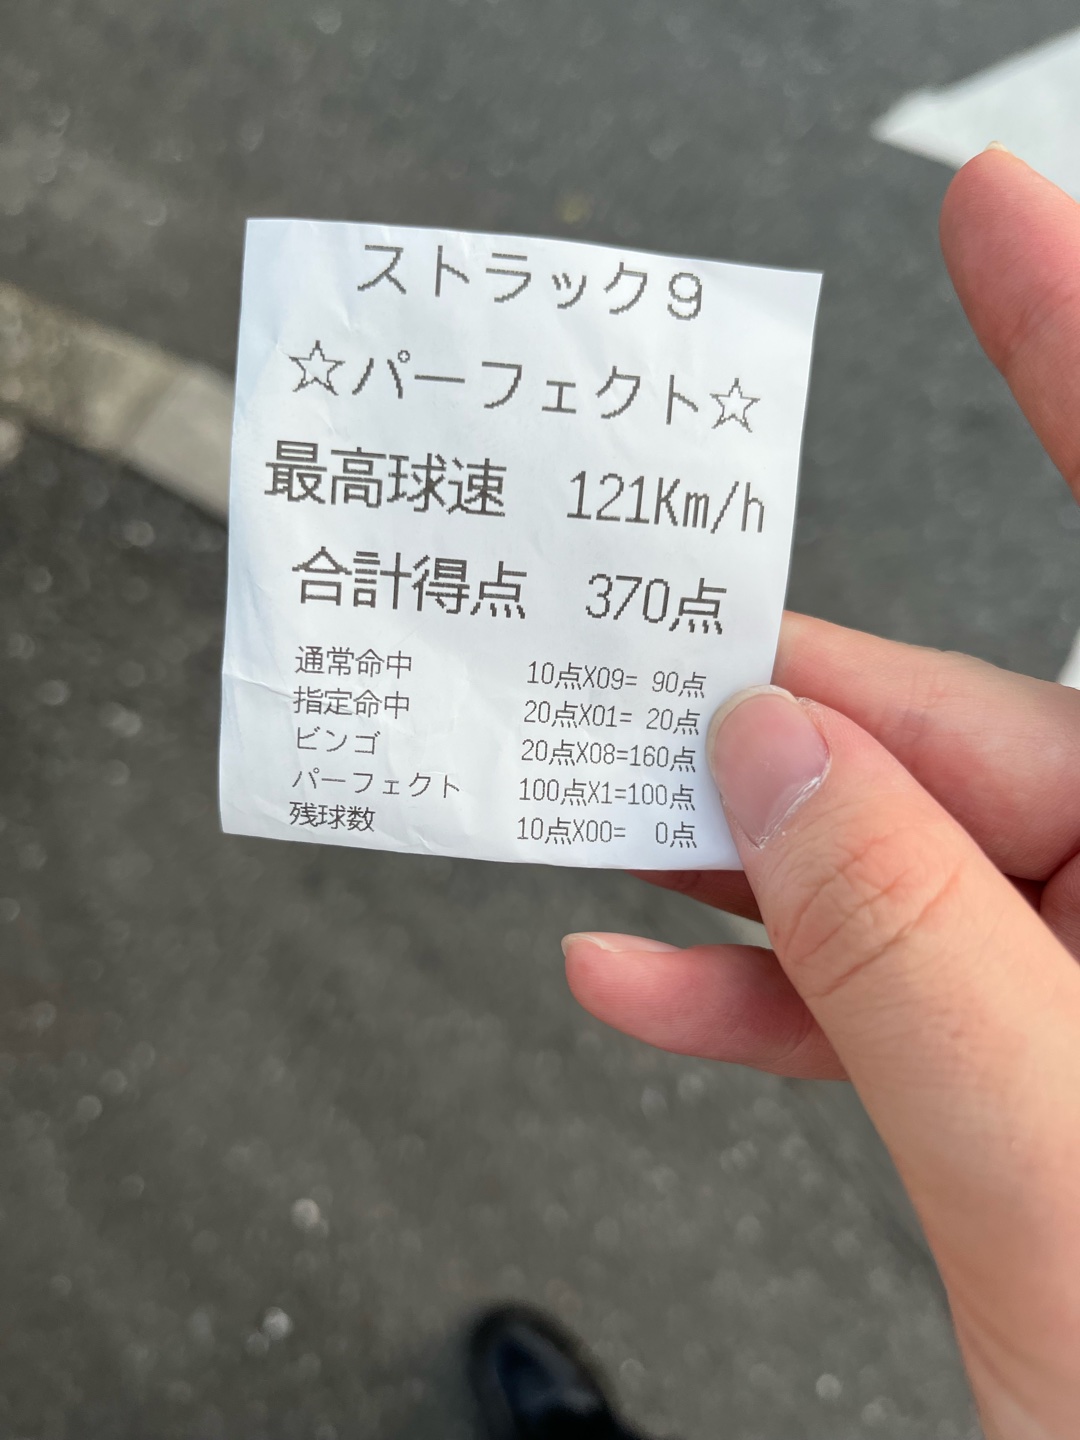 ストラック９
☆パーフェクト☆
最高球速　121Km/h
合計得点　370点
通常命中　10点X09= 90点
指定命中　20点X01= 20点
ビンゴ　20点X08=160点
パーフェクト　100点X1=100点
残球数　10点X00=　0点